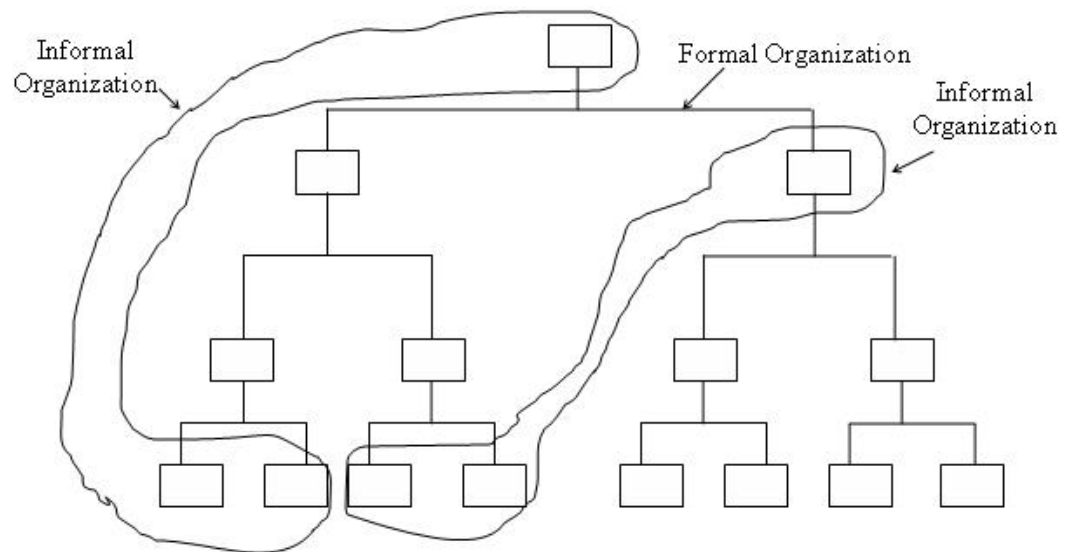 Informal
Organization
Formal Organization
Informal
Organization